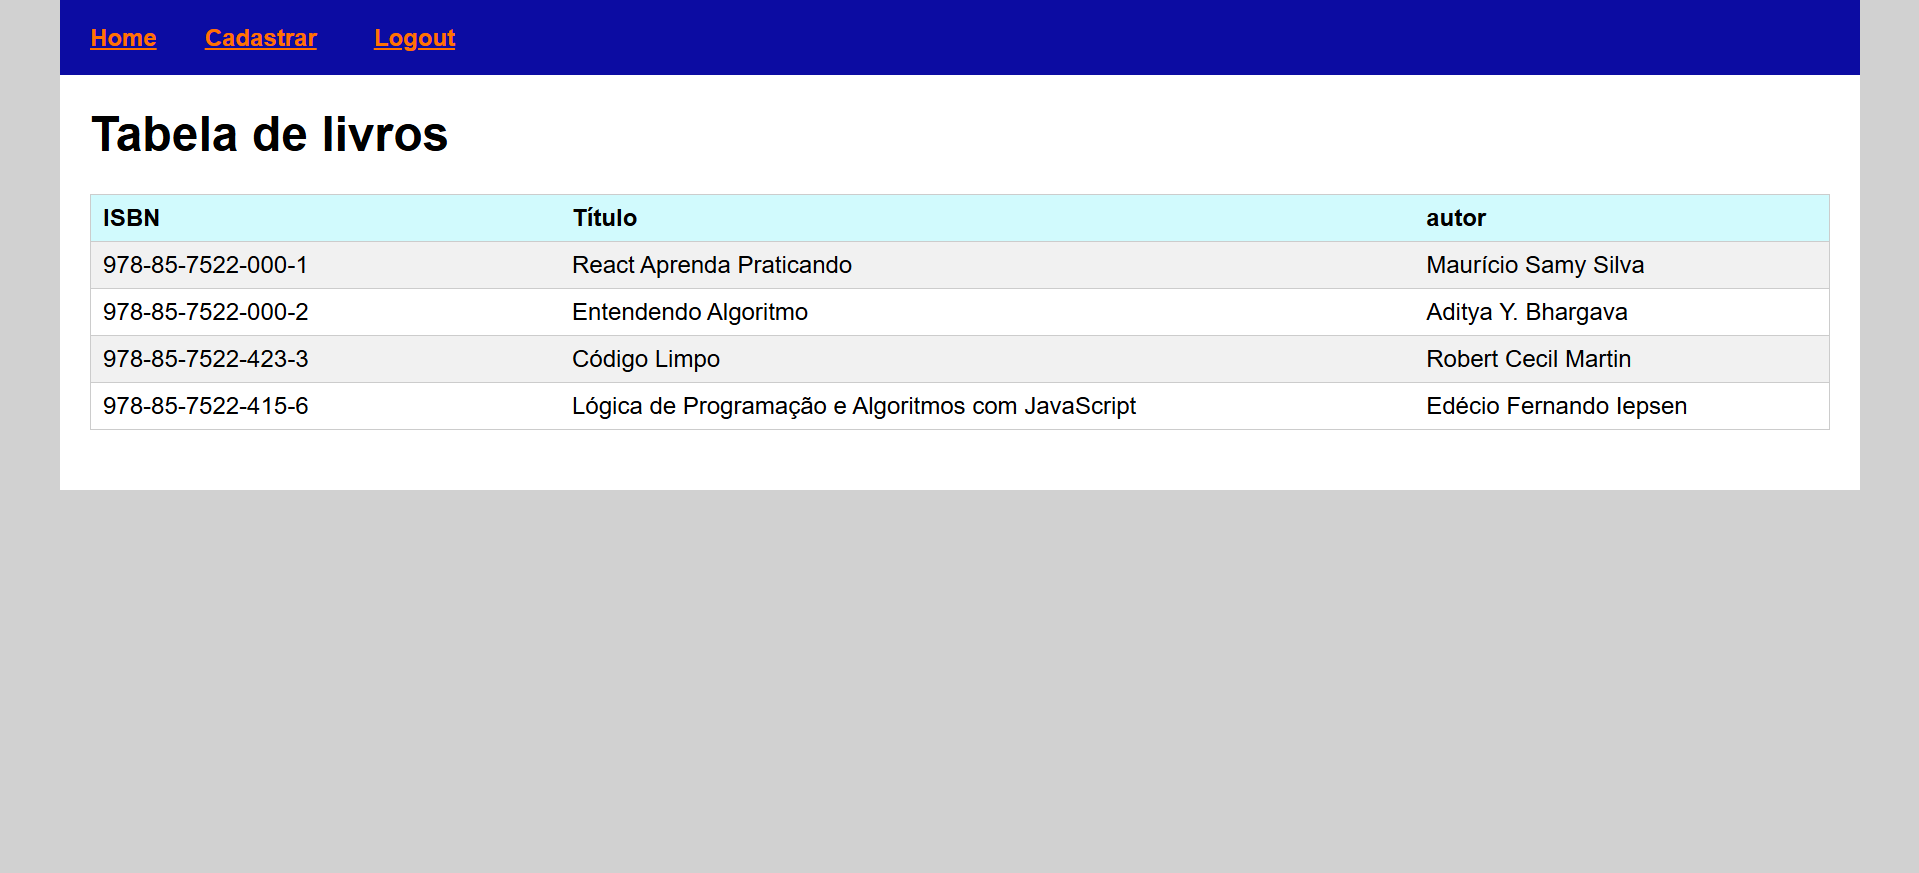 Home Cadastrar Logout
Tabela de livros
ISBN Título autor
978-85-7522-000-1 React Aprenda Praticando Maurício Samy Silva
978-85-7522-000-2 Entendendo Algoritmo Aditya Y. Bhargava
978-85-7522-423-3 Código Limpo Robert Cecil Martin
978-85-7522-415-6 Lógica de Programação e Algoritmos com JavaScript Edécio Fernando Iepsen